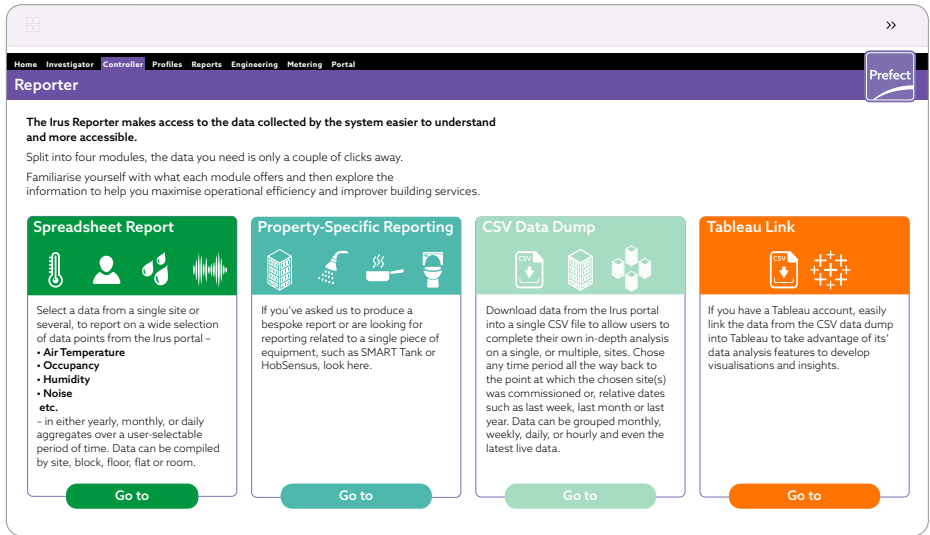 Home Investigator Controller Profiles Reports Engineering Metering Portal
Reporter
Prefect
The Irus Reporter makes access to the data collected by the system easier to understand
and more accessible.
Split into four modules, the data you need is only a couple of clicks away.
Familiarise yourself with what each module offers and then explore the
information to help you maximise operational efficiency and improver building services.
Spreadsheet Report
Select a data from a single site or
several, to report on a wide selection
of data points from the Irus portal –
• Air Temperature
• Occupancy
• Humidity
• Noise
etc.
– in either yearly, monthly, or daily
aggregates over a user-selectable
period of time. Data can be compiled
by site, block, floor, flat or room.
Go to
Property-Specific Reporting
If you've asked us to produce a
bespoke report or are looking for
reporting related to a single piece of
equipment, such as SMART Tank or
HobSensus, look here.
Go to
CSV Data Dump
CSV
Download data from the Irus portal
into a single CSV file to allow users to
complete their own in-depth analysis
on a single, or multiple, sites. Chose
any time period all the way back to
the point at which the chosen site(s)
was commissioned or, relative dates
such as last week, last month or last
year. Data can be grouped monthly,
weekly, daily, or hourly and even the
latest live data.
Go to
Tableau Link
CSV
If you have a Tableau account, easily
link the data from the CSV data dump
into Tableau to take advantage of its'
data analysis features to develop
visualisations and insights.
Go to